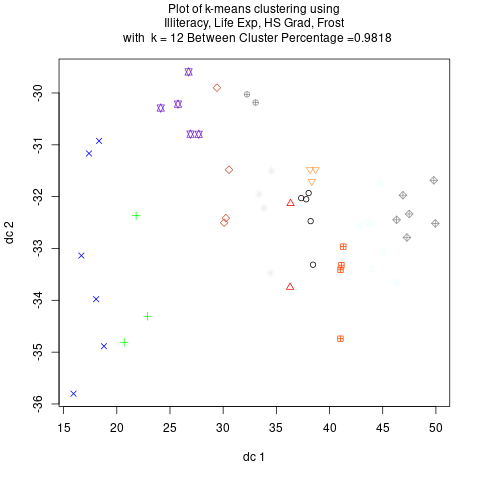 Plot of k-means clustering using
Illiteracy, Life Exp, HS Grad, Frost
with k = 12 Between Cluster Percentage =0.9818
-30
-31
-32
-33
-34
-35
-36
dc 2
15 20 25 30 35 40 45 50
dc 1